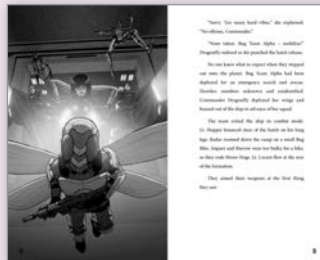 "Sorry. Too many hard vibes," she explained.
"No offense, Commander."
"None taken. Bug Team Alpha – mobilize!"
Dragonfly ordered as she punched the hatch release.
No one knew what to expect when they stepped
out onto the planet. Bug Team Alpha had been
deployed for an emergency search and rescue.
Hostiles: numbers unknown and unidentified.
Commander Dragonfly deployed her wings and
buzzed out of the ship in advance of her squad.
The team exited the ship in combat mode.
Lt. Hopper bounced out of the hatch on his long
legs. Radar zoomed down the ramp on a small Bug
Bike. Impact and Burrow were too bulky for a bike,
so they rode Hover Hogs. Lt. Locust flew at the rear
of the formation.
They aimed their weapons at the first thing
they saw
9